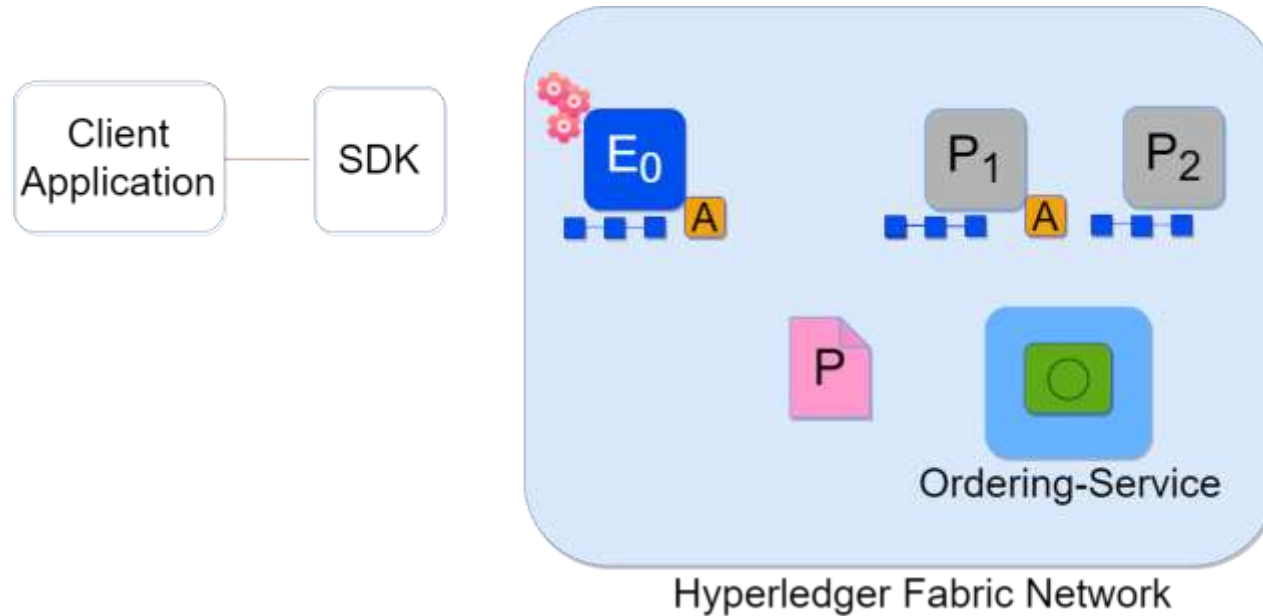 Client
Application
SDK
E₀
A
P₁
A
P₂
P
Ordering-Service
Hyperledger Fabric Network